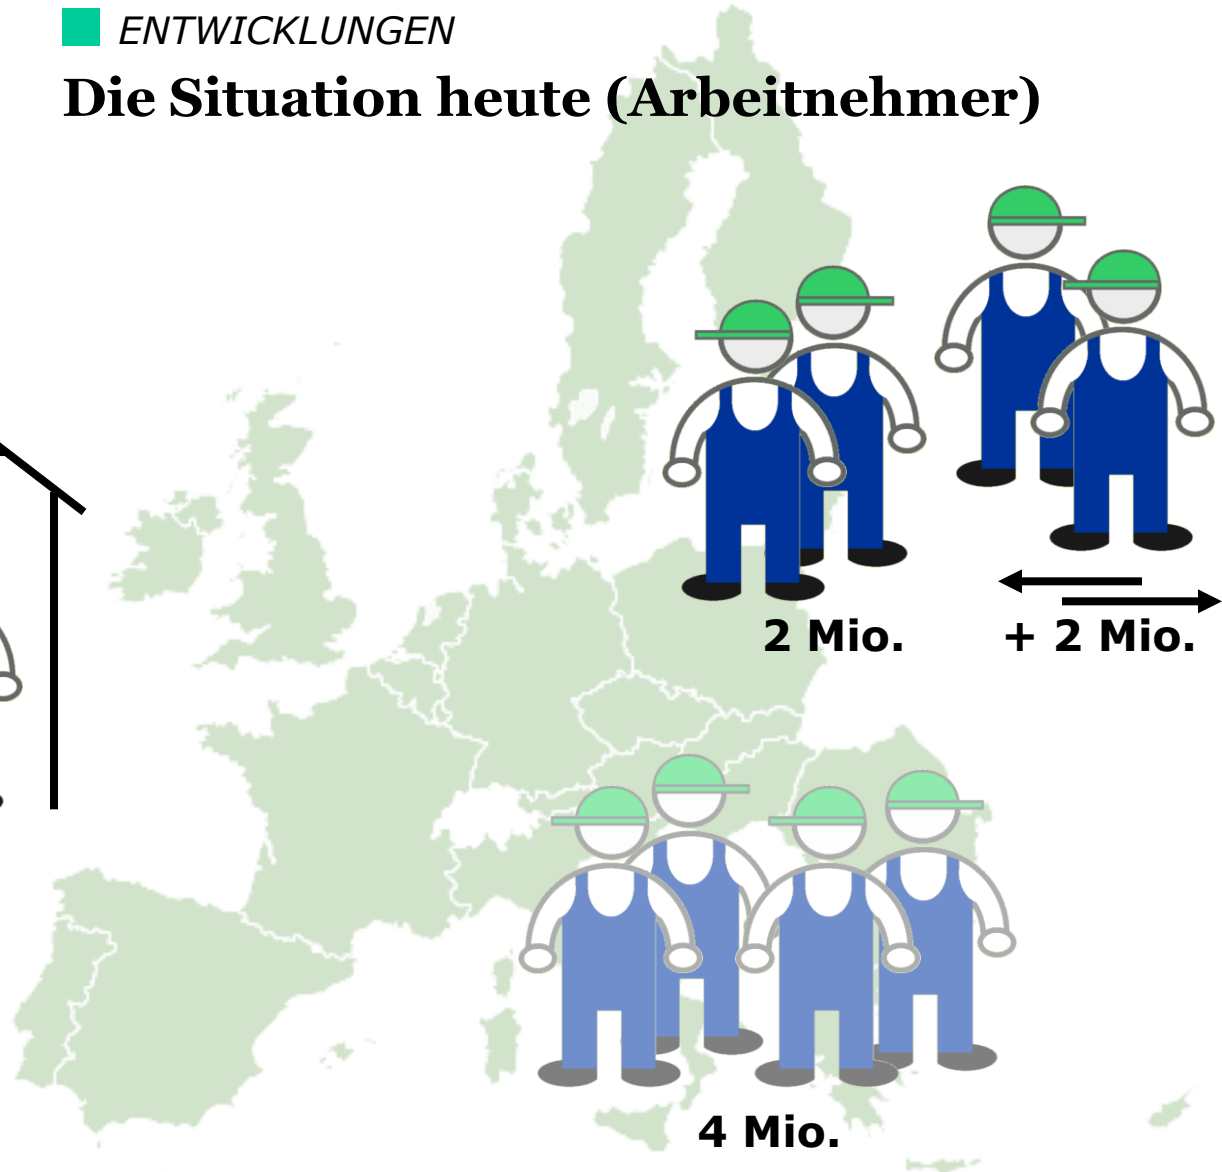 ENTWICKLUNGEN
Die Situation heute (Arbeitnehmer)
2 Mio.
+ 2 Mio.
4 Mio.